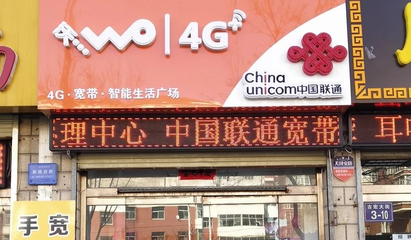 沃... WO 4G
4G·宽带·智能生活广场
China
unicom中国联通
理中心 中国联通宽带 耳
手宽
3-10